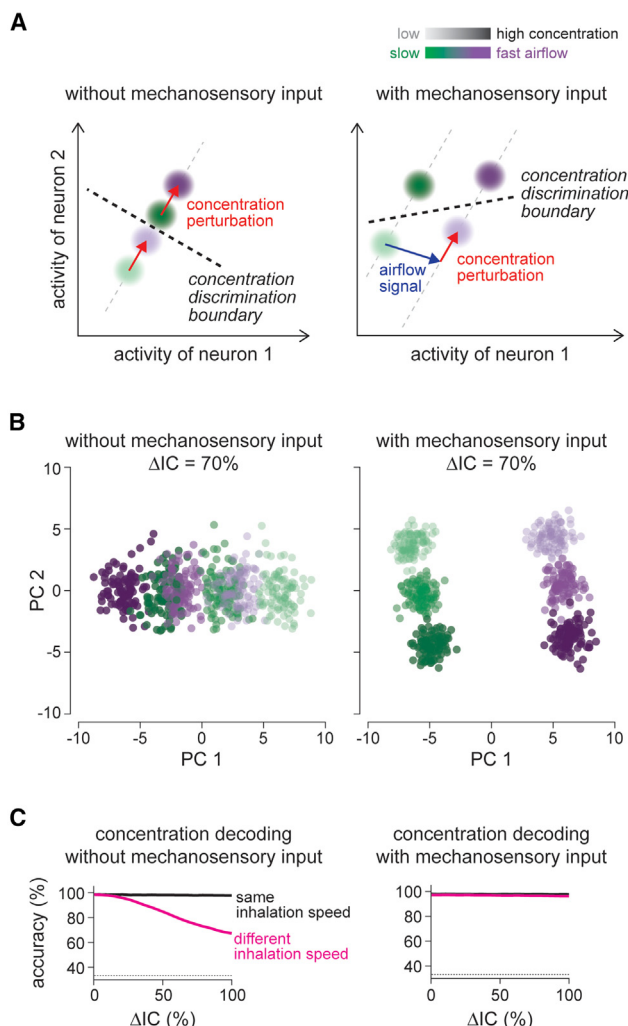 A
low high concentration
slow fast airflow
without mechanosensory input
with mechanosensory input
activity of neuron 2
concentration
perturbation
concentration
discrimination
boundary
activity of neuron 1
concentration
discrimination
boundary
airflow
signal
concentration
perturbation
activity of neuron 1
B
without mechanosensory input
ΔIC = 70%
with mechanosensory input
ΔIC = 70%
10
5
0
-5
-10
PC 2
-10 -5 0 5 10
PC 1
-10 -5 0 5 10
PC 1
C
concentration decoding
without mechanosensory input
accuracy (%)
100
80
60
40
same
inhalation speed
different
inhalation speed
0 100
ΔIC (%)
concentration decoding
with mechanosensory input
100
80
60
40
0 100
ΔIC (%)